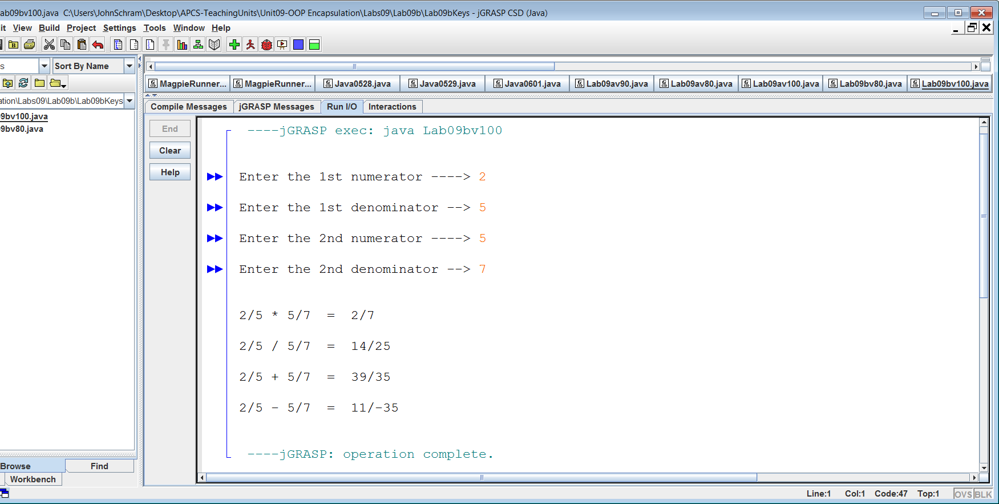 ab09bv100.java  C:\Users\JohnSchram\Desktop\APCS-TeachingUnits\Unit09-OOP Encapsulation\Labs09\Lab09b\Lab09bKeys - jGRASP CSD (Java)
it View Build Project Settings Tools Window Help
s Sort By Name
MagpieRunner... MagpieRunner... Java0528.java Java0529.java Java0601.java Lab09av90.java Lab09av80.java Lab09av100.java Lab09bv80.java Lab09bv100.java
ation\Labs09\Lab09b\Lab09bKeys
Compile Messages jGRASP Messages Run I/O Interactions
9bv100.java
9bv80.java
End
Clear
Help
----jGRASP exec: java Lab09bv100
Enter the 1st numerator ----> 2
Enter the 1st denominator --> 5
Enter the 2nd numerator ----> 5
Enter the 2nd denominator --> 7
2/5 * 5/7  =  2/7
2/5 / 5/7  =  14/25
2/5 + 5/7  =  39/35
2/5 - 5/7  =  11/-35
----jGRASP: operation complete.
Browse Find
Workbench
Line:1 Col:1 Code:47 Top:1 OVS BLK